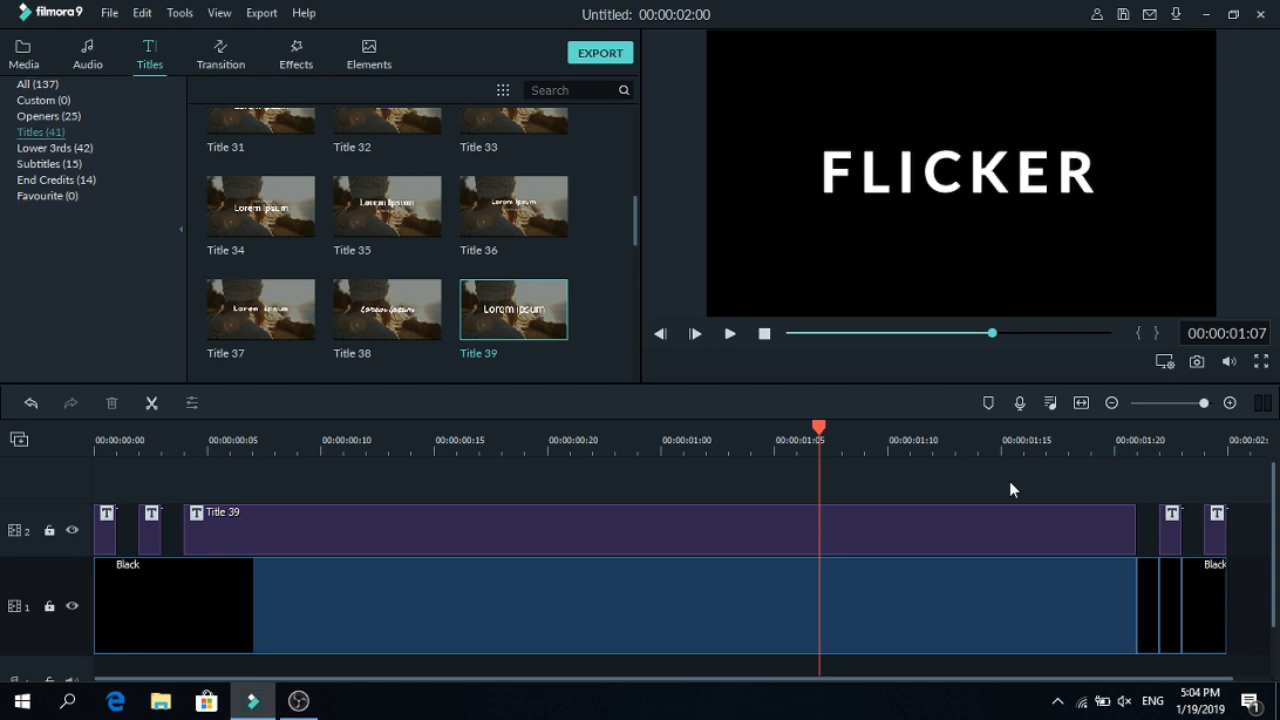 filmora9 File Edit Tools View Export Help Untitled: 00:00:02:00
Media Audio Titles Transition Effects Elements EXPORT
All (137)
Custom (0)
Openers (25)
Titles (41)
Lower 3rds (42)
Subtitles (15)
End Credits (14)
Favourite (0)
Search
Title 31 Title 32 Title 33
Lorem Ipsum Lorem Ipsum Lorem Ipsum
Title 34 Title 35 Title 36
Lorem Ipsum Lorem Ipsum Lorem Ipsum
Title 37 Title 38 Title 39
FLICKER
00:00:01:07
00:00:00:00 00:00:00:05 00:00:00:10 00:00:00:15 00:00:00:20 00:00:01:00 00:00:01:05 00:00:01:10 00:00:01:15 00:00:01:20 00:00:02:
2 T T T Title 39 T T
Black Black
1
ENG 5:04 PM
1/19/2019
1